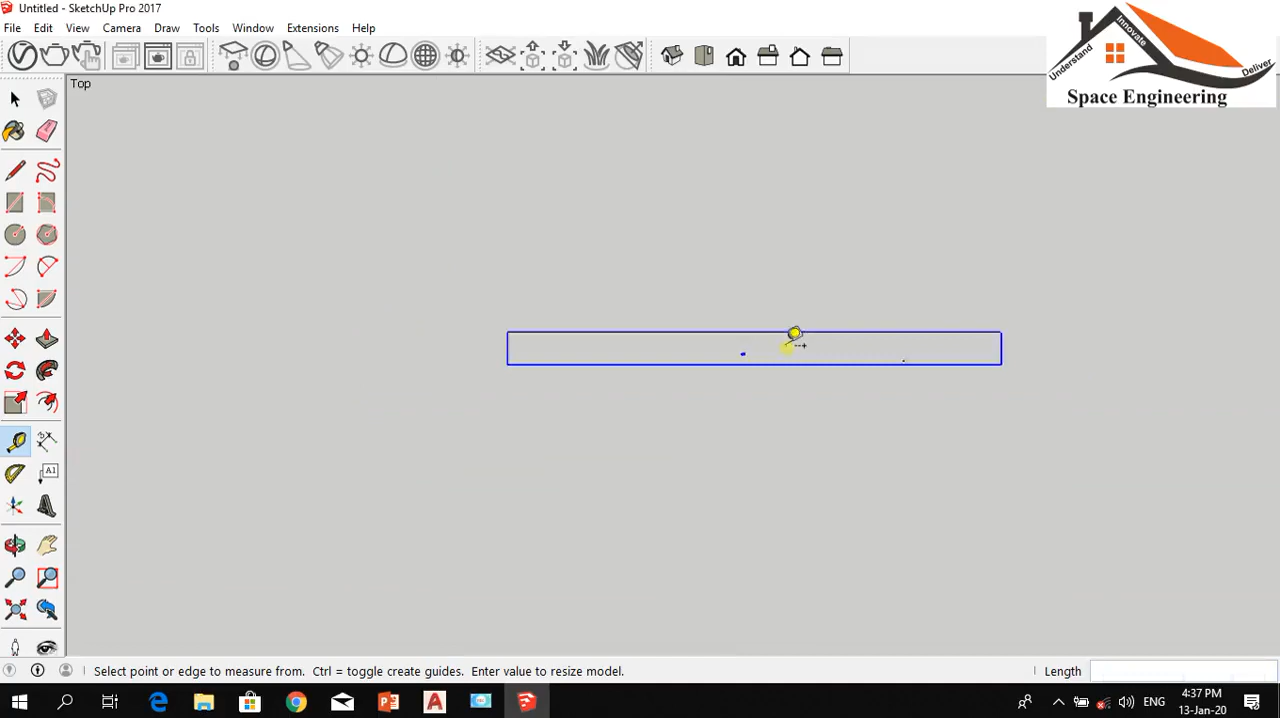 Untitled - SketchUp Pro 2017
File Edit View Camera Draw Tools Window Extensions Help
Top
Understand
Innovate
Deliver
Space Engineering
A1
Select point or edge to measure from. Ctrl = toggle create guides. Enter value to resize model.
Length
ENG
4:37 PM
13-Jan-20